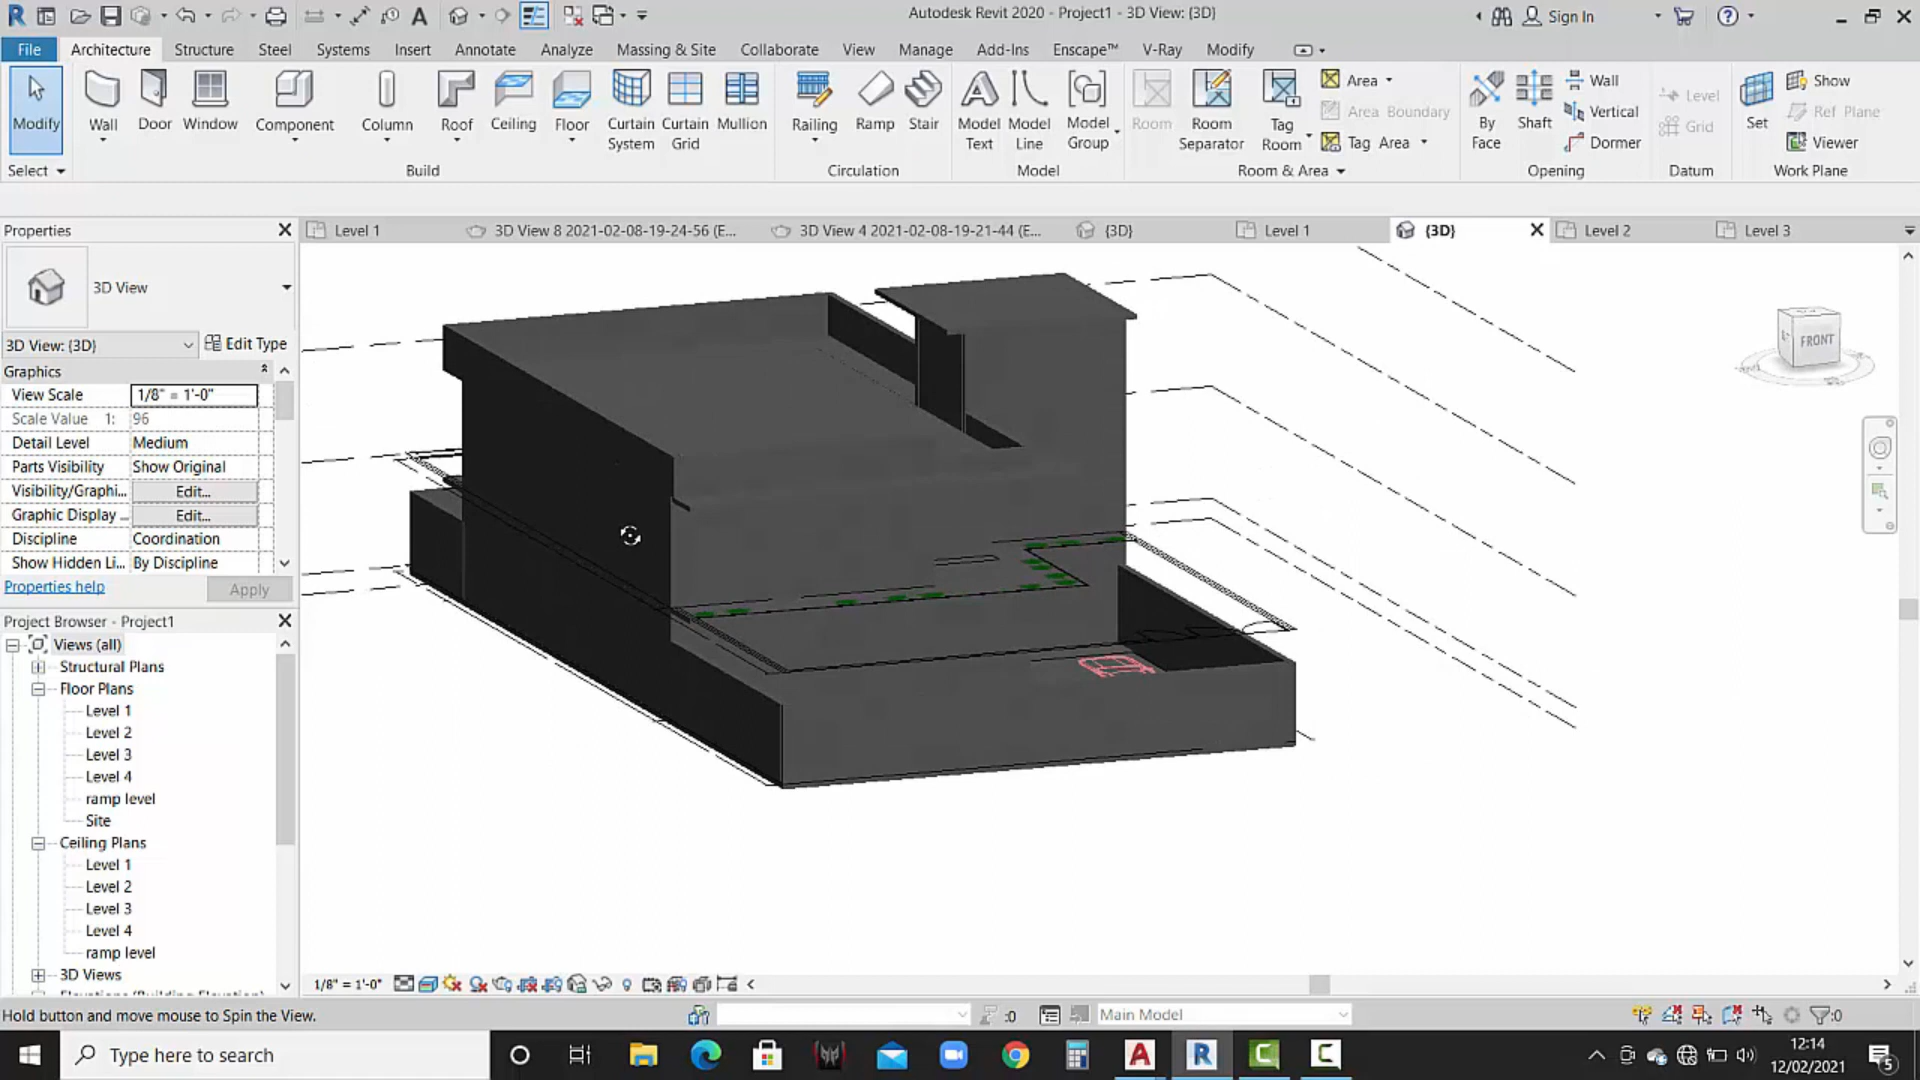 Autodesk Revit 2020 - Project1 - 3D View: {3D}
Sign In
File Architecture Structure Steel Systems Insert Annotate Analyze Massing & Site Collaborate View Manage Add-Ins Enscape™ V-Ray Modify
Modify Wall Door Window Component Column Roof Ceiling Floor Curtain System Curtain Grid Mullion Railing Ramp Stair Model Text Model Line Model Group Room Room Separator Tag Room Area Area Boundary Tag Area By Face Shaft Wall Vertical Dormer Level Grid Set Show Ref Plane Viewer
Select Build Circulation Model Room & Area Opening Datum Work Plane
Properties
Level 1 3D View 8 2021-02-08-19-24-56 (E... 3D View 4 2021-02-08-19-21-44 (E... {3D} Level 1 {3D} Level 2 Level 3
3D View
3D View: {3D} Edit Type
Graphics
View Scale 1/8" = 1'-0"
Scale Value 1: 96
Detail Level Medium
Parts Visibility Show Original
Visibility/Graphi... Edit...
Graphic Display ... Edit...
Discipline Coordination
Show Hidden Li... By Discipline
Properties help Apply
FRONT
Project Browser - Project1
Views (all)
Structural Plans
Floor Plans
Level 1
Level 2
Level 3
Level 4
ramp level
Site
Ceiling Plans
Level 1
Level 2
Level 3
Level 4
ramp level
3D Views
Elevations (Building Elevation)
1/8" = 1'-0"
Hold button and move mouse to Spin the View.
:0
Main Model
:0
Type here to search
12:14
12/02/2021
5